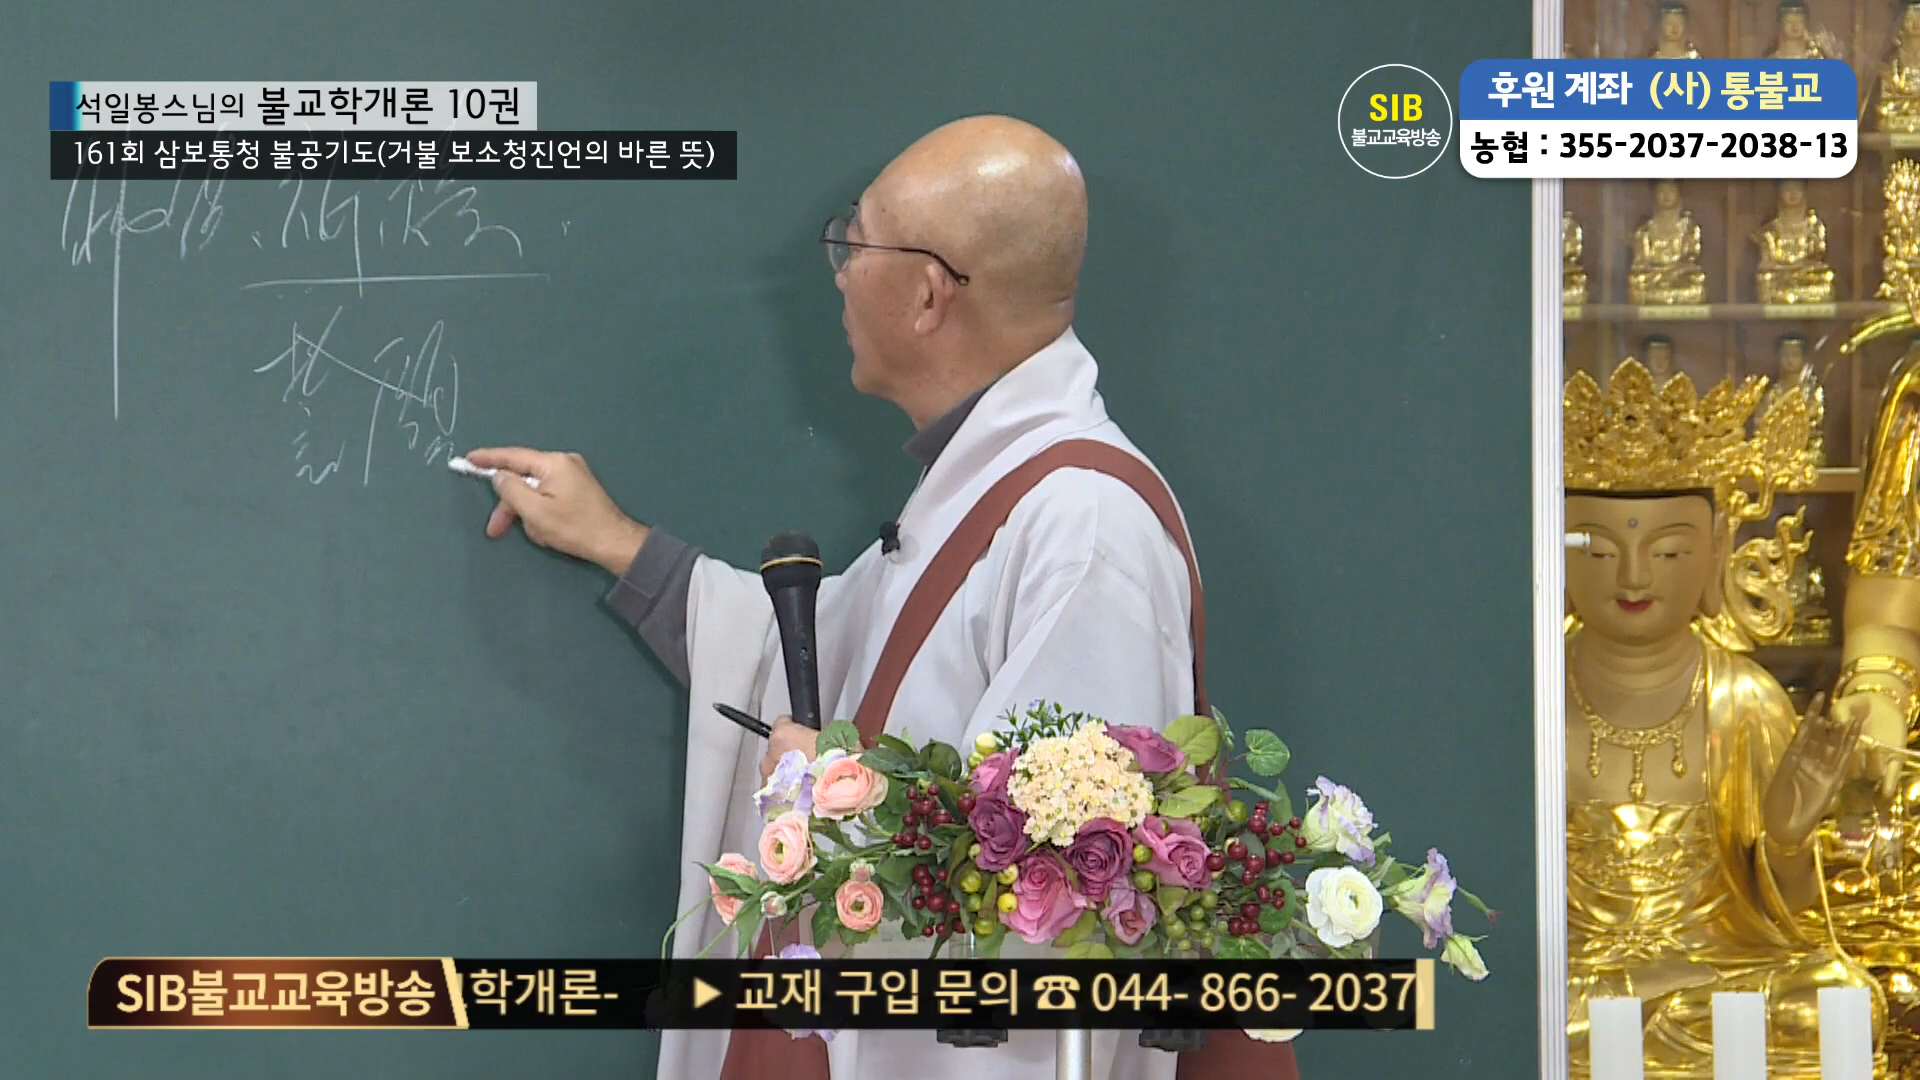 석일봉스님의 불교학개론 10권
161회 삼보통청 불공기도(거불 보소청진언의 바른 뜻)
SIB
불교교육방송
후원 계좌 (사) 통불교
농협 : 355-2037-2038-13
SIB불교교육방송 학개론- ▶ 교재 구입 문의 ☎ 044- 866- 2037